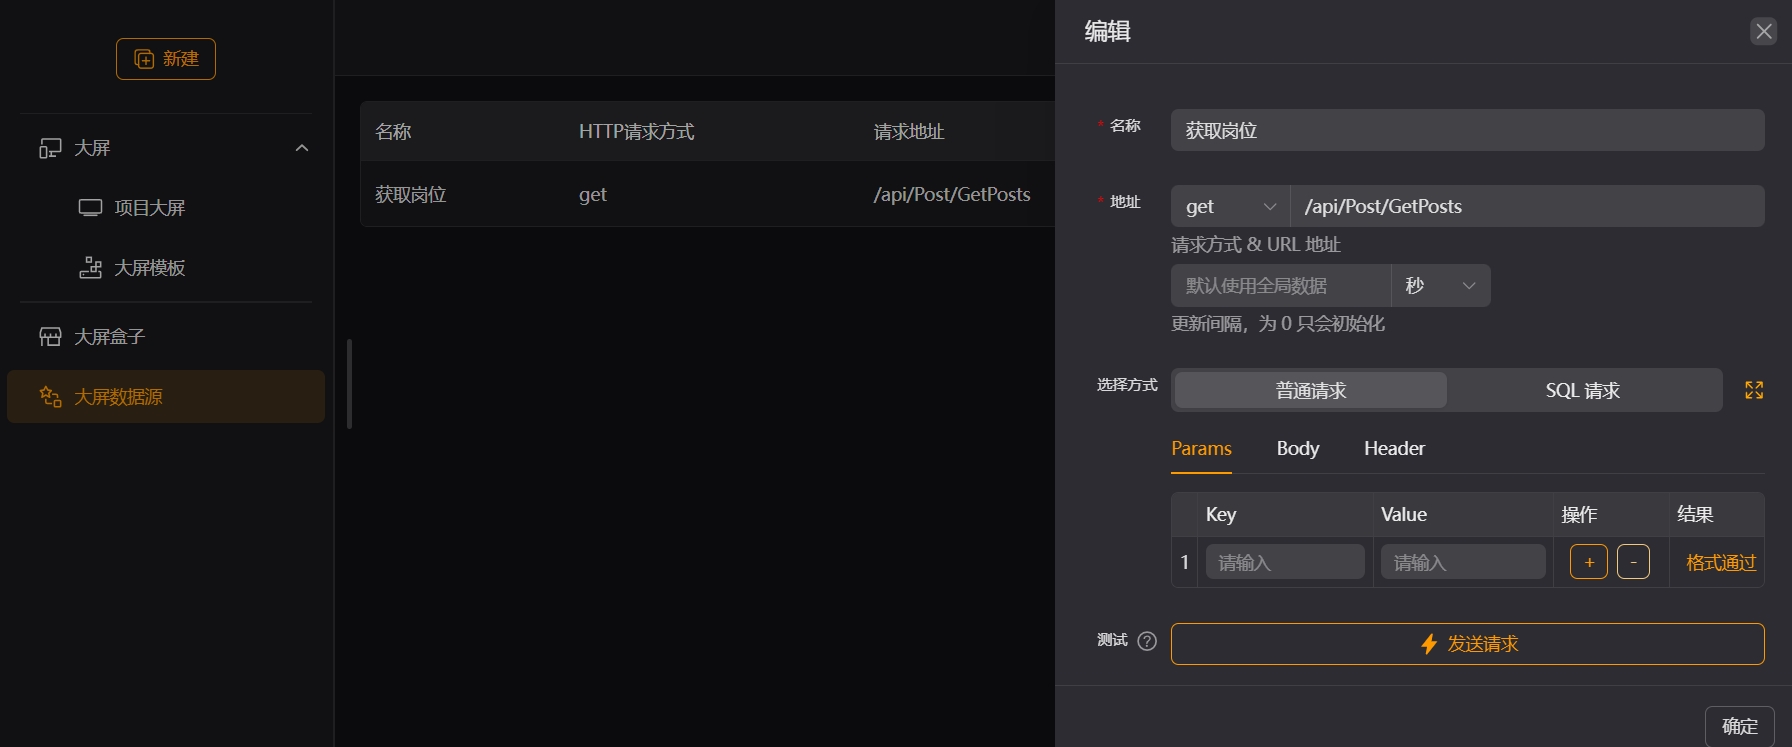 新建
大屏
项目大屏
大屏模板
大屏盒子
大屏数据源
名称 HTTP请求方式 请求地址
获取岗位 get /api/Post/GetPosts
编辑
* 名称 获取岗位
* 地址 get /api/Post/GetPosts
请求方式 & URL 地址
默认使用全局数据 秒
更新间隔，为 0 只会初始化
选择方式 普通请求 SQL 请求
Params Body Header
Key Value 操作 结果
1 请输入 请输入 + - 格式通过
测试 ? 发送请求
确定